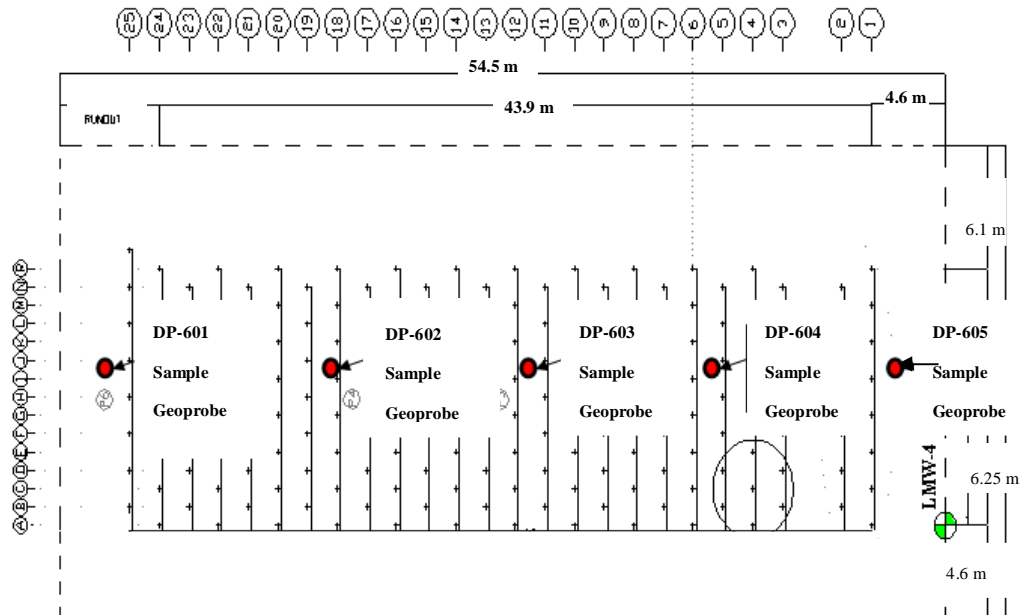 25 24 23 22 21 20 19 18 17 16 15 14 13 12 11 10 9 8 7 6 5 4 3 2 1
54.5 m
43.9 m
4.6 m
RUNOUT
6.1 m
DP-601
Sample
Geoprobe
DP-602
Sample
Geoprobe
DP-603
Sample
Geoprobe
DP-604
Sample
Geoprobe
DP-605
Sample
Geoprobe
LMW-4
6.25 m
4.6 m